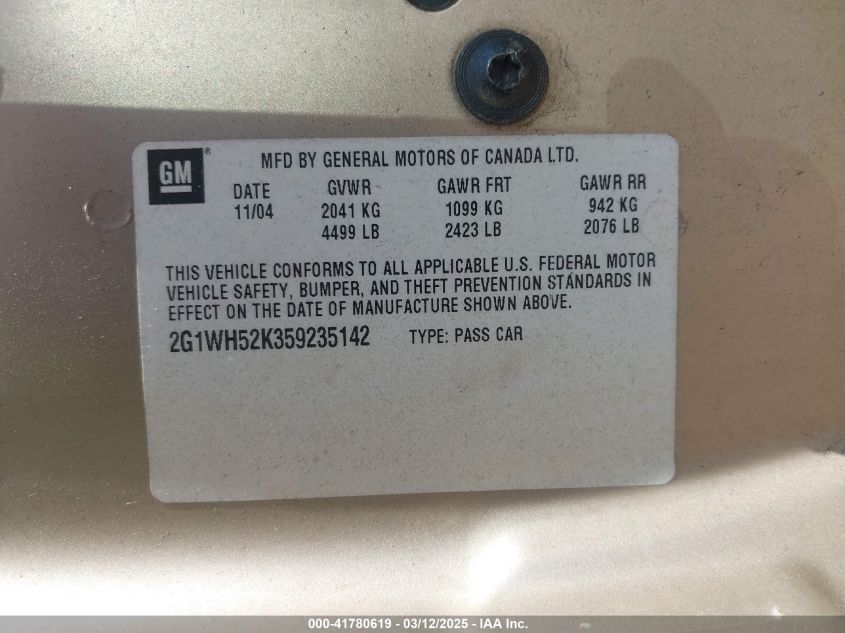 GM ® MFD BY GENERAL MOTORS OF CANADA LTD.
DATE GVWR GAWR FRT GAWR RR
11/04 2041 KG 1099 KG 942 KG
4499 LB 2423 LB 2076 LB
THIS VEHICLE CONFORMS TO ALL APPLICABLE U.S. FEDERAL MOTOR
VEHICLE SAFETY, BUMPER, AND THEFT PREVENTION STANDARDS IN
EFFECT ON THE DATE OF MANUFACTURE SHOWN ABOVE.
2G1WH52K359235142 TYPE: PASS CAR
000-41780619 - 03/12/2025 - IAA Inc.